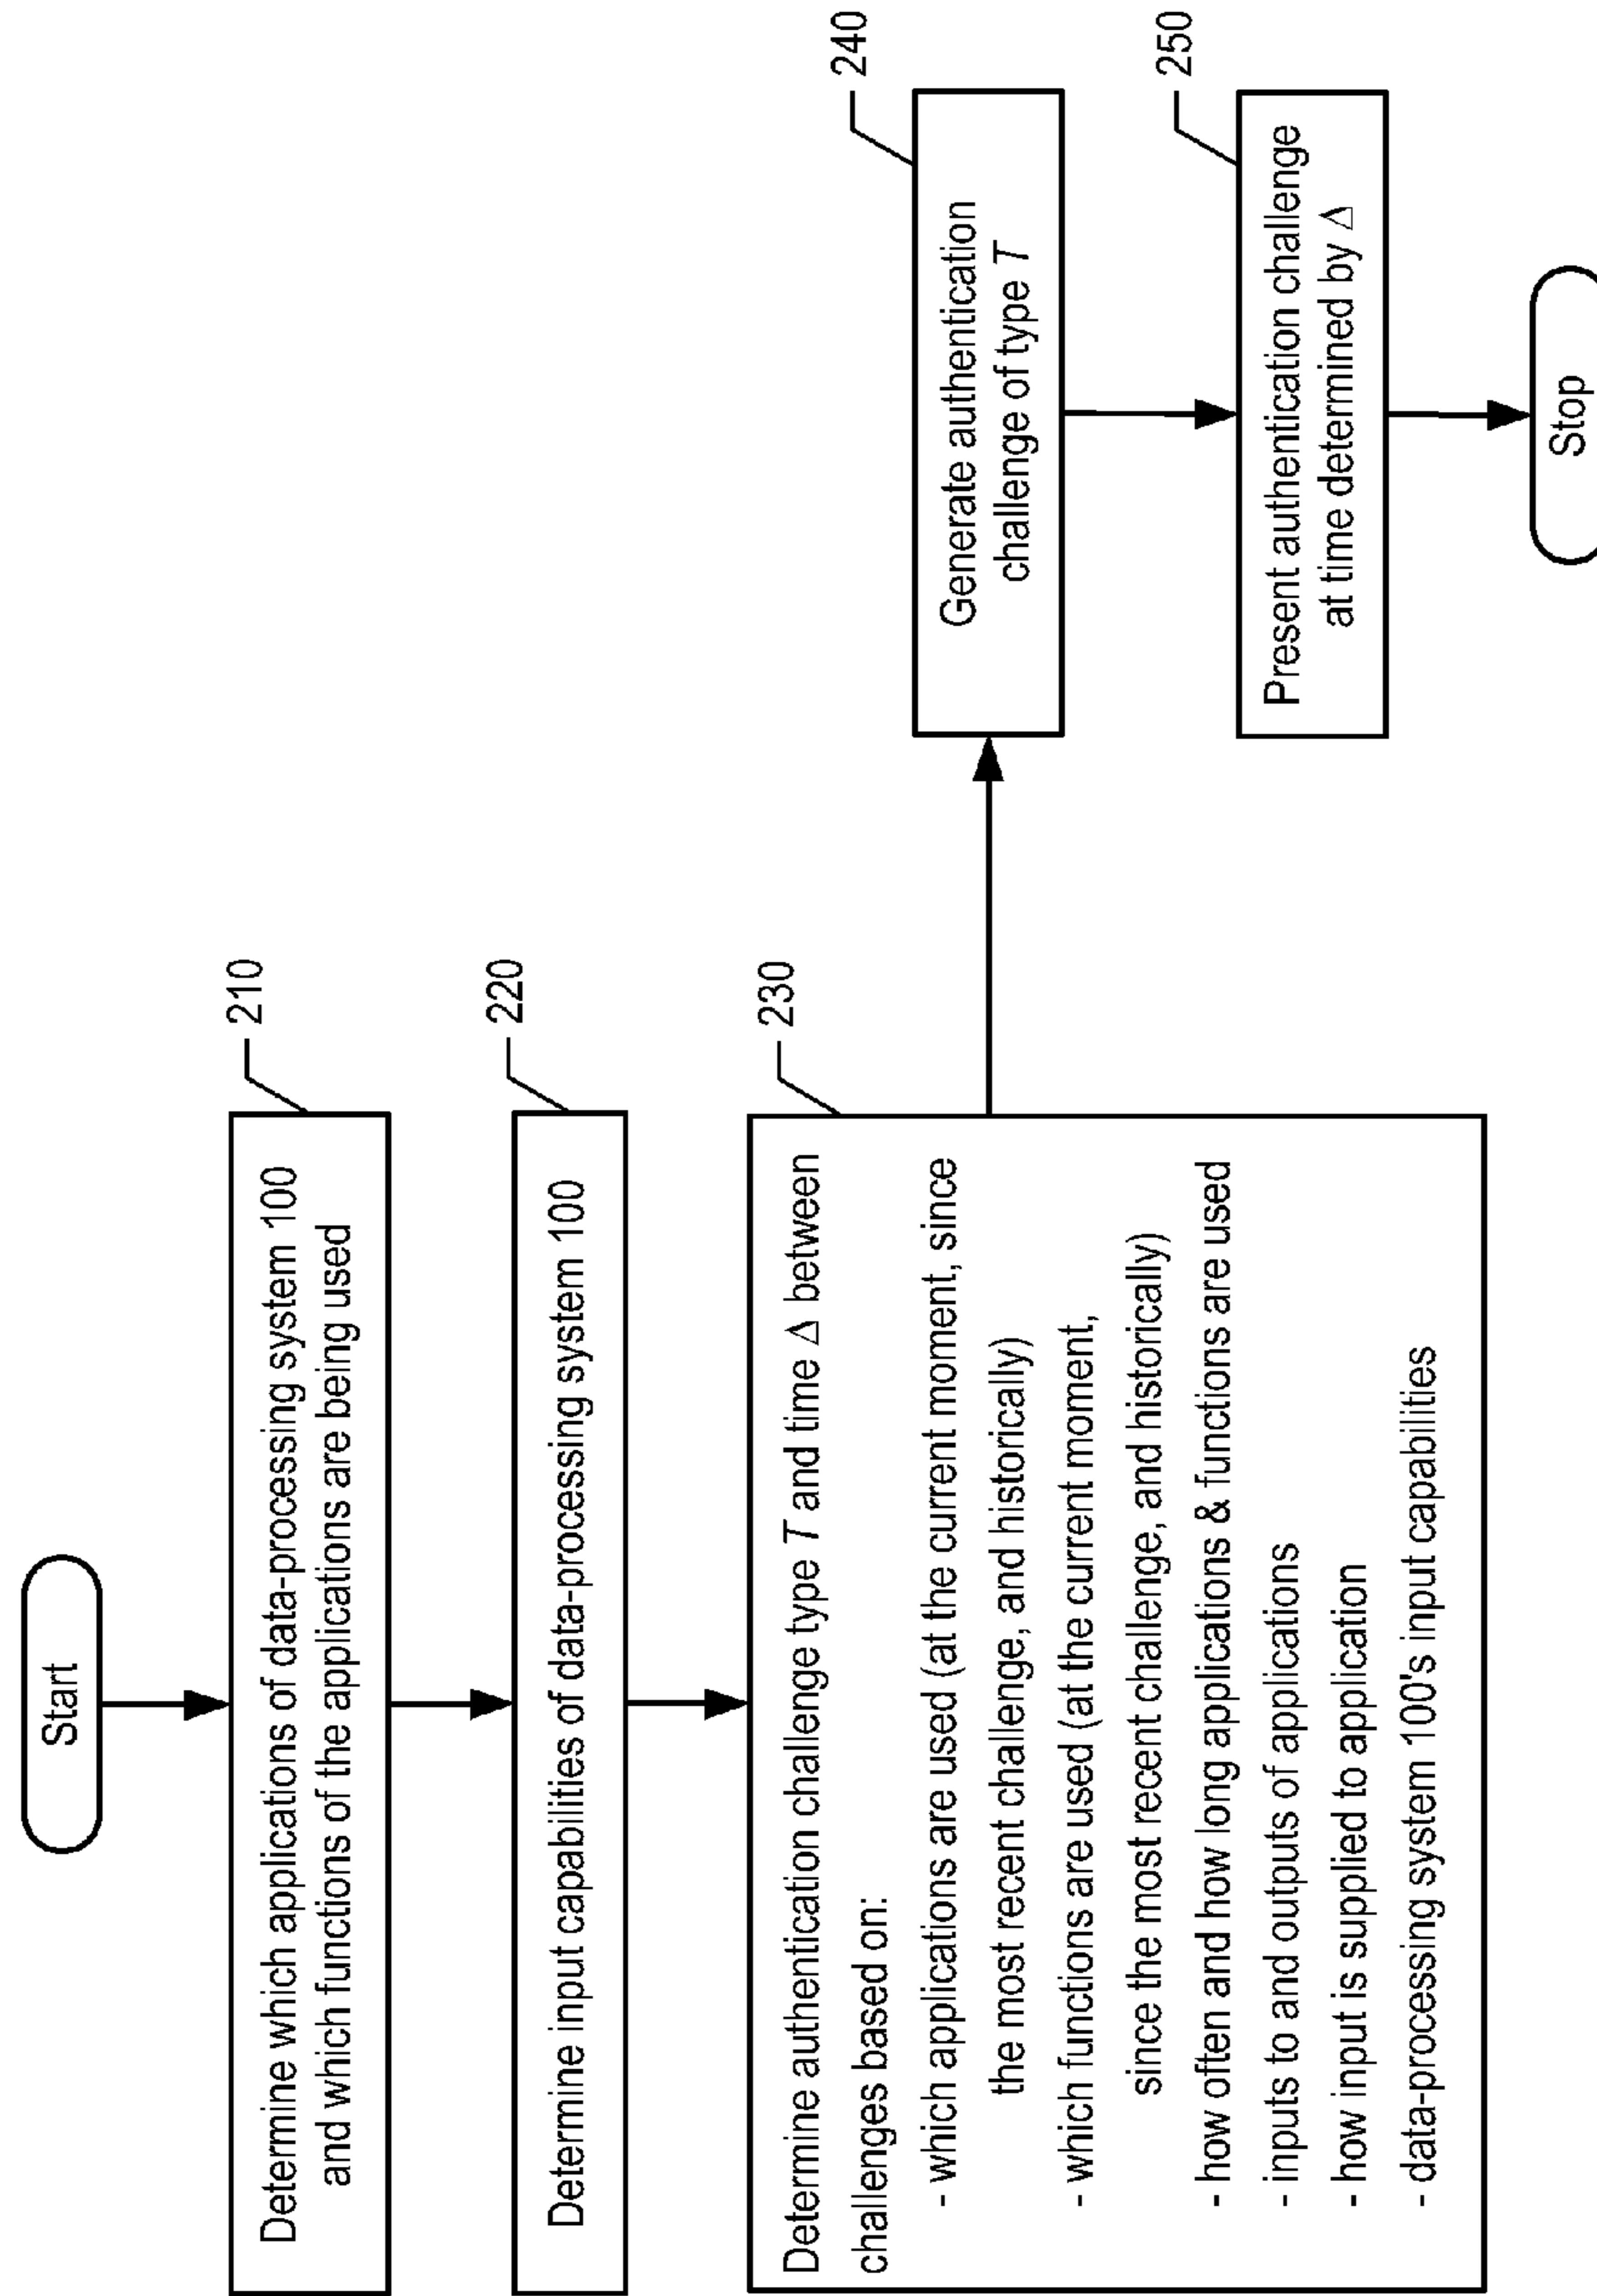 Start
210
Determine which applications of data-processing system 100
and which functions of the applications are being used
220
Determine input capabilities of data-processing system 100
230
Determine authentication challenge type T and time Δ between
challenges based on:
- which applications are used (at the current moment, since
the most recent challenge, and historically)
- which functions are used (at the current moment,
since the most recent challenge, and historically)
- how often and how long applications & functions are used
- inputs to and outputs of applications
- how input is supplied to application
- data-processing system 100's input capabilities
240
Generate authentication
challenge of type T
250
Present authentication challenge
at time determined by Δ
Stop